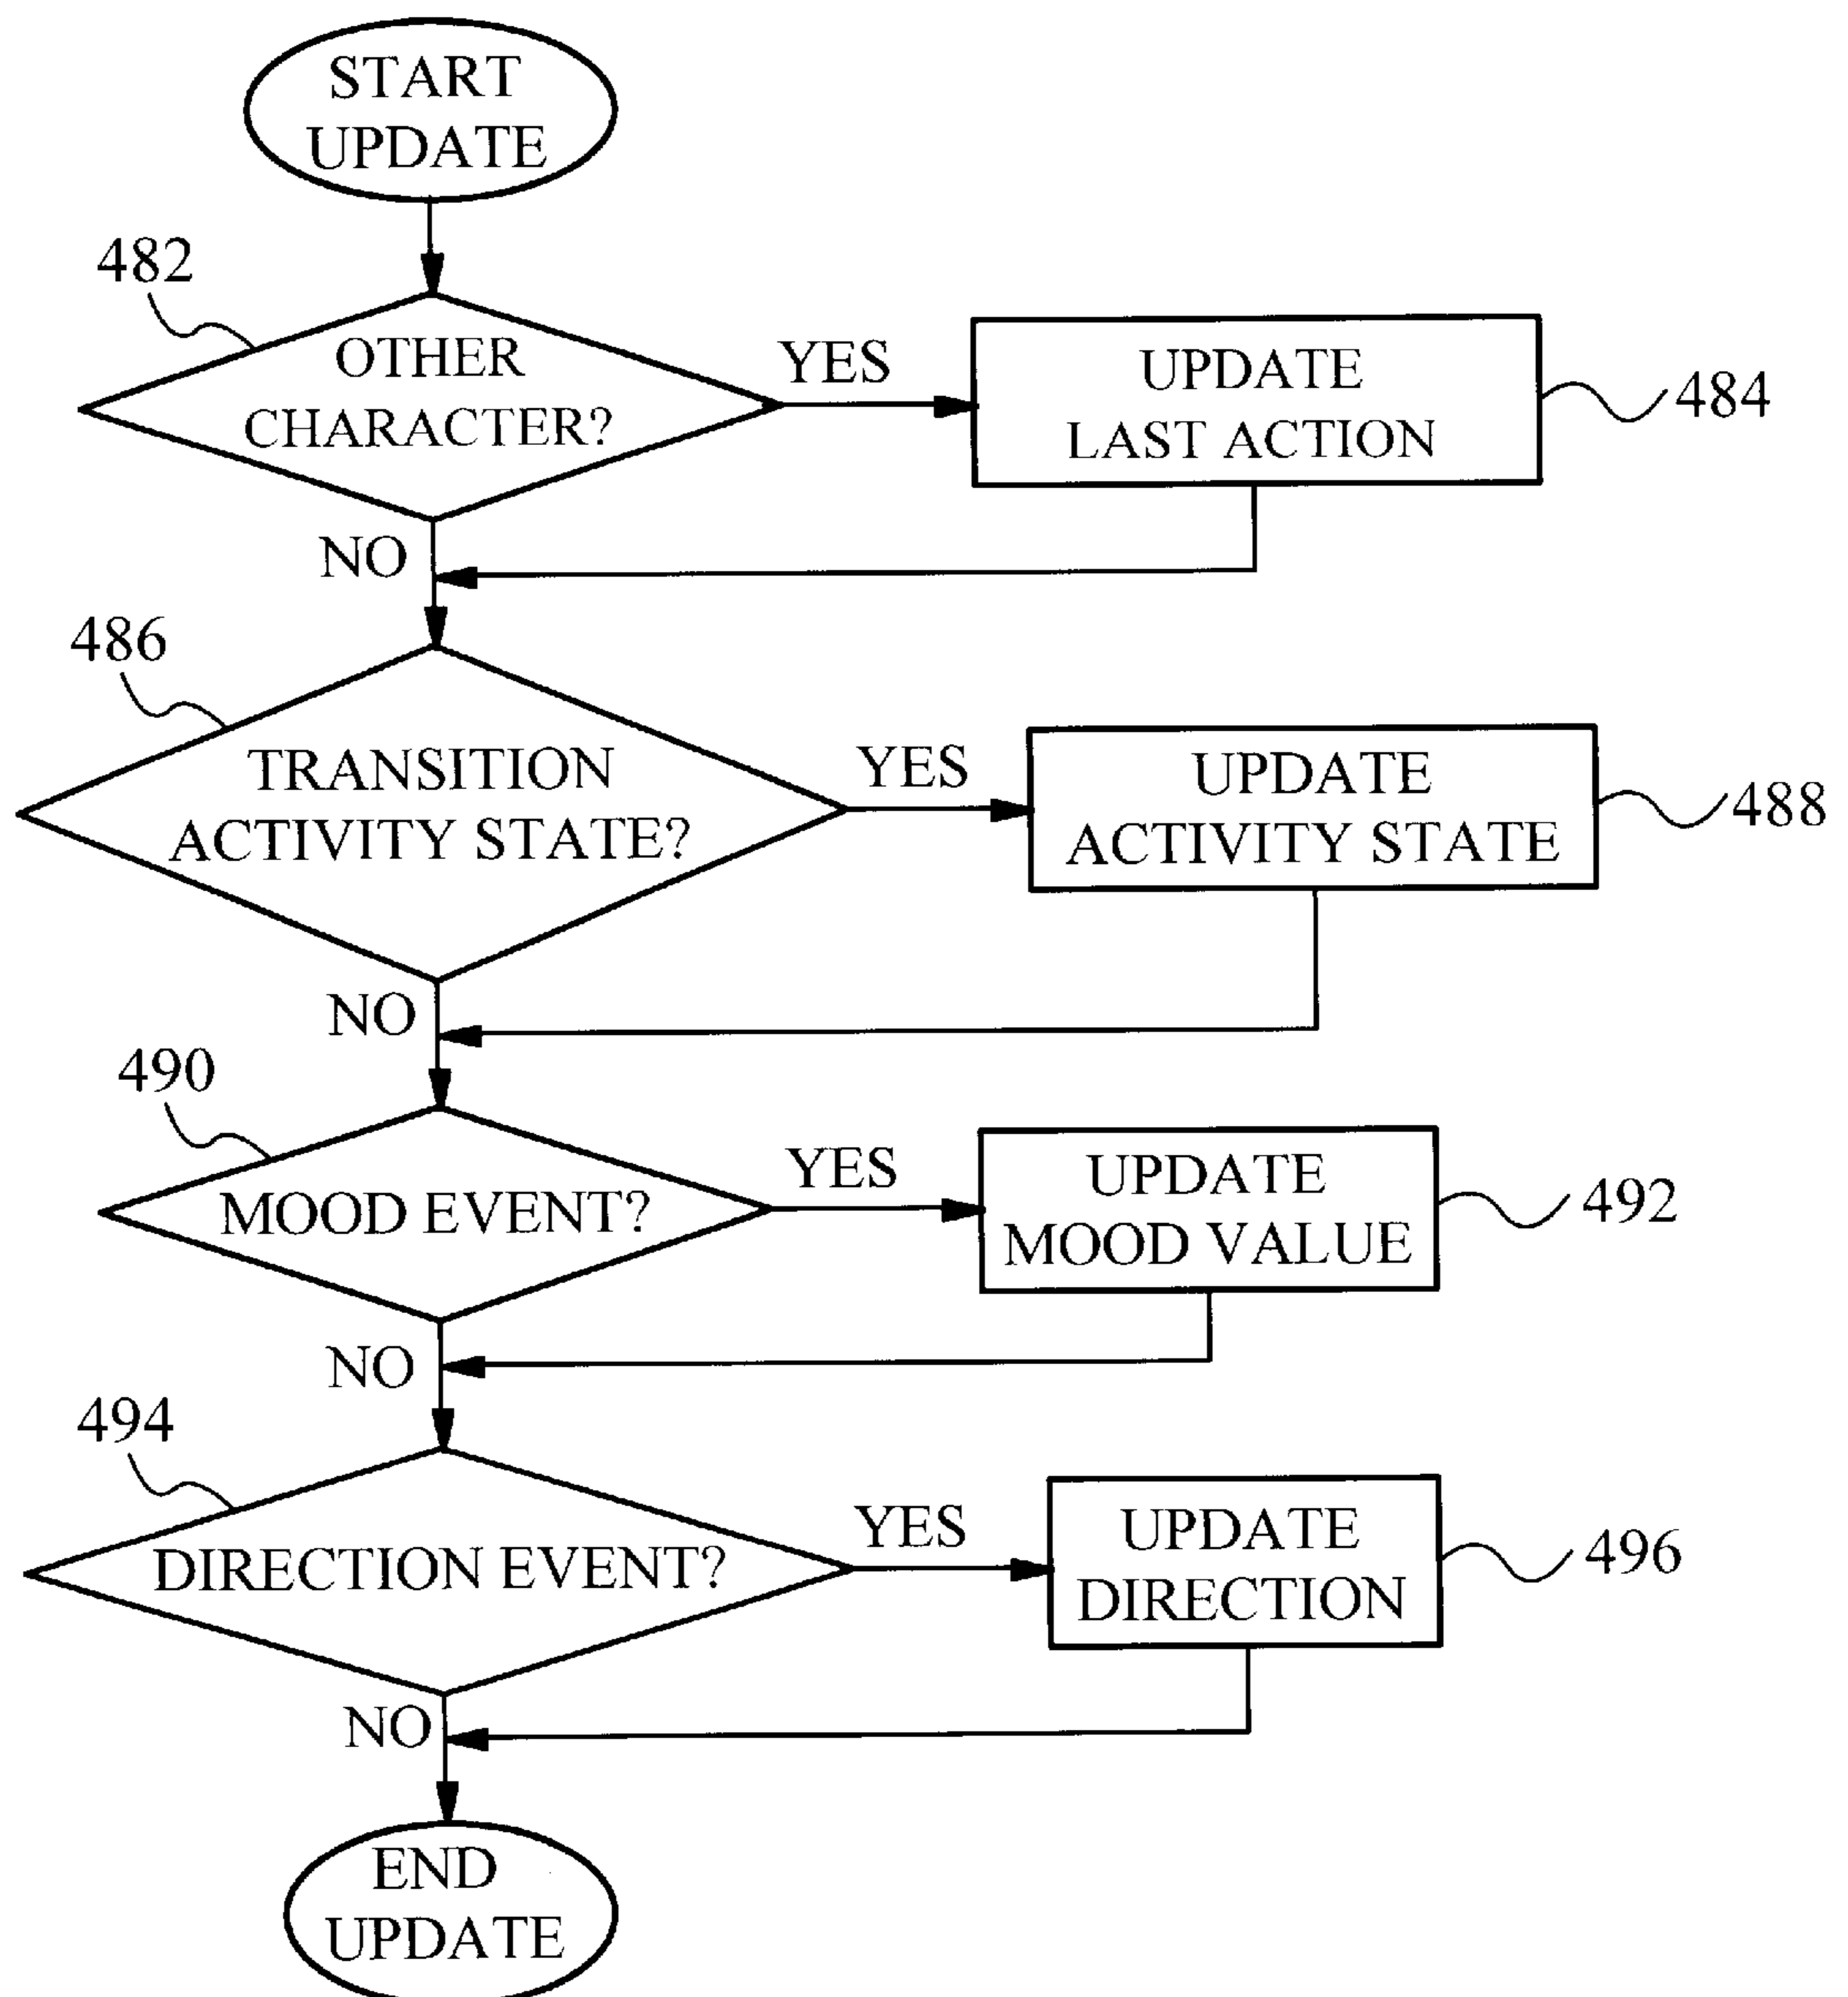 START
UPDATE
482
OTHER
CHARACTER?
YES
UPDATE
LAST ACTION
484
NO
486
TRANSITION
ACTIVITY STATE?
YES
UPDATE
ACTIVITY STATE
488
NO
490
MOOD EVENT?
YES
UPDATE
MOOD VALUE
492
NO
494
DIRECTION EVENT?
YES
UPDATE
DIRECTION
496
NO
END
UPDATE